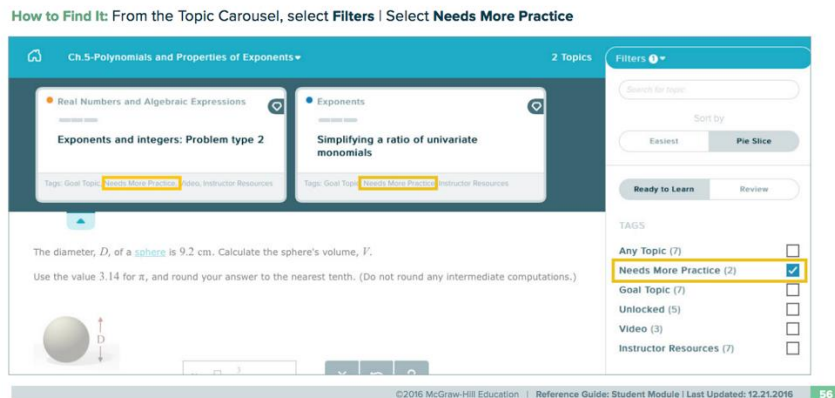 How to Find It: From the Topic Carousel, select Filters | Select Needs More Practice
Ch.5-Polynomials and Properties of Exponents
2 Topics
Filters 1
Search for topic
Sort by
Easiest
Pie Slice
Real Numbers and Algebraic Expressions
Exponents and integers: Problem type 2
Tags: Goal Topic, Needs More Practice, Video, Instructor Resources
Exponents
Simplifying a ratio of univariate
monomials
Tags: Goal Topic, Needs More Practice, Instructor Resources
Ready to Learn
Review
TAGS
Any Topic (7)
Needs More Practice (2)
Goal Topic (7)
Unlocked (5)
Video (3)
Instructor Resources (7)
The diameter, D, of a sphere is 9.2 cm. Calculate the sphere's volume, V.
Use the value 3.14 for π, and round your answer to the nearest tenth. (Do not round any intermediate computations.)
D
©2016 McGraw-Hill Education | Reference Guide: Student Module | Last Updated: 12.21.2016 56